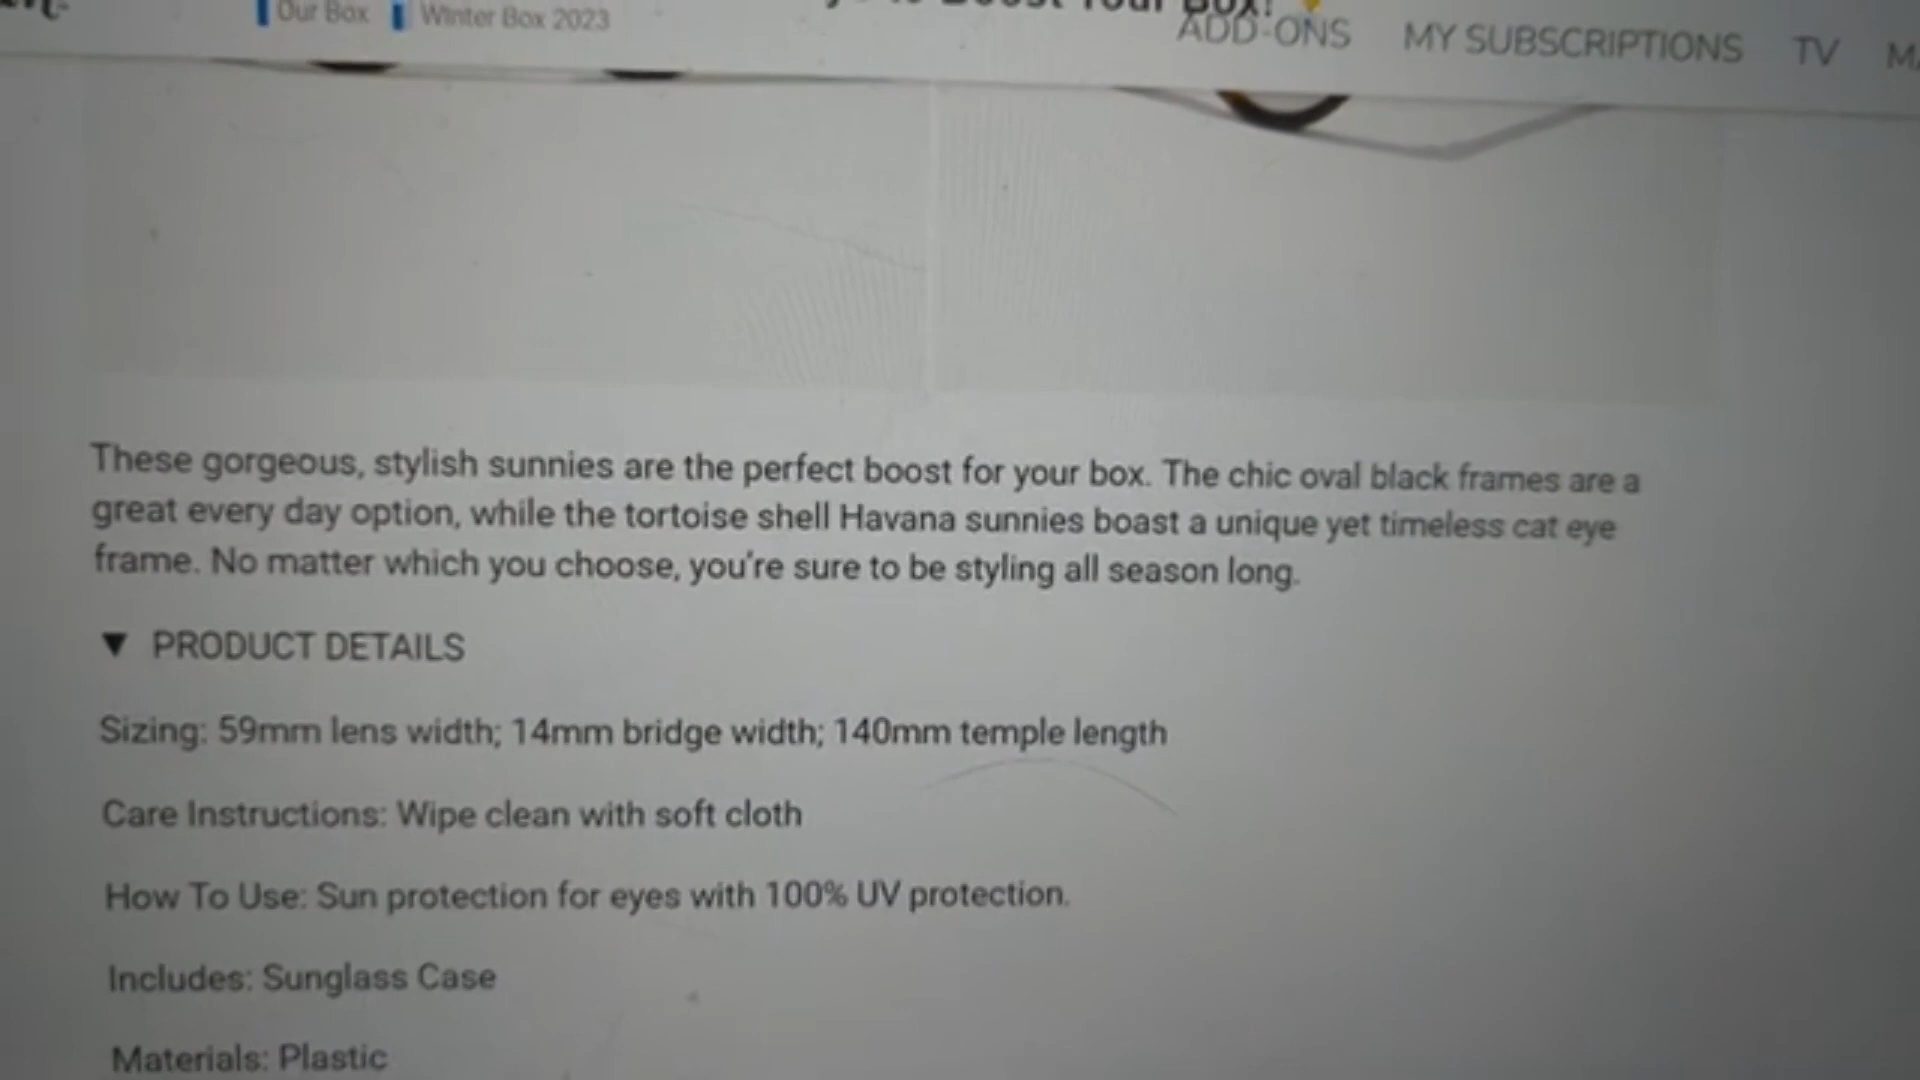 Our Box Winter Box 2023
to Boost Your Box!
ADD-ONS MY SUBSCRIPTIONS TV
These gorgeous, stylish sunnies are the perfect boost for your box. The chic oval black frames are a
great every day option, while the tortoise shell Havana sunnies boast a unique yet timeless cat eye
frame. No matter which you choose, you're sure to be styling all season long.
▼ PRODUCT DETAILS
Sizing: 59mm lens width; 14mm bridge width; 140mm temple length
Care Instructions: Wipe clean with soft cloth
How To Use: Sun protection for eyes with 100% UV protection.
Includes: Sunglass Case
Materials: Plastic